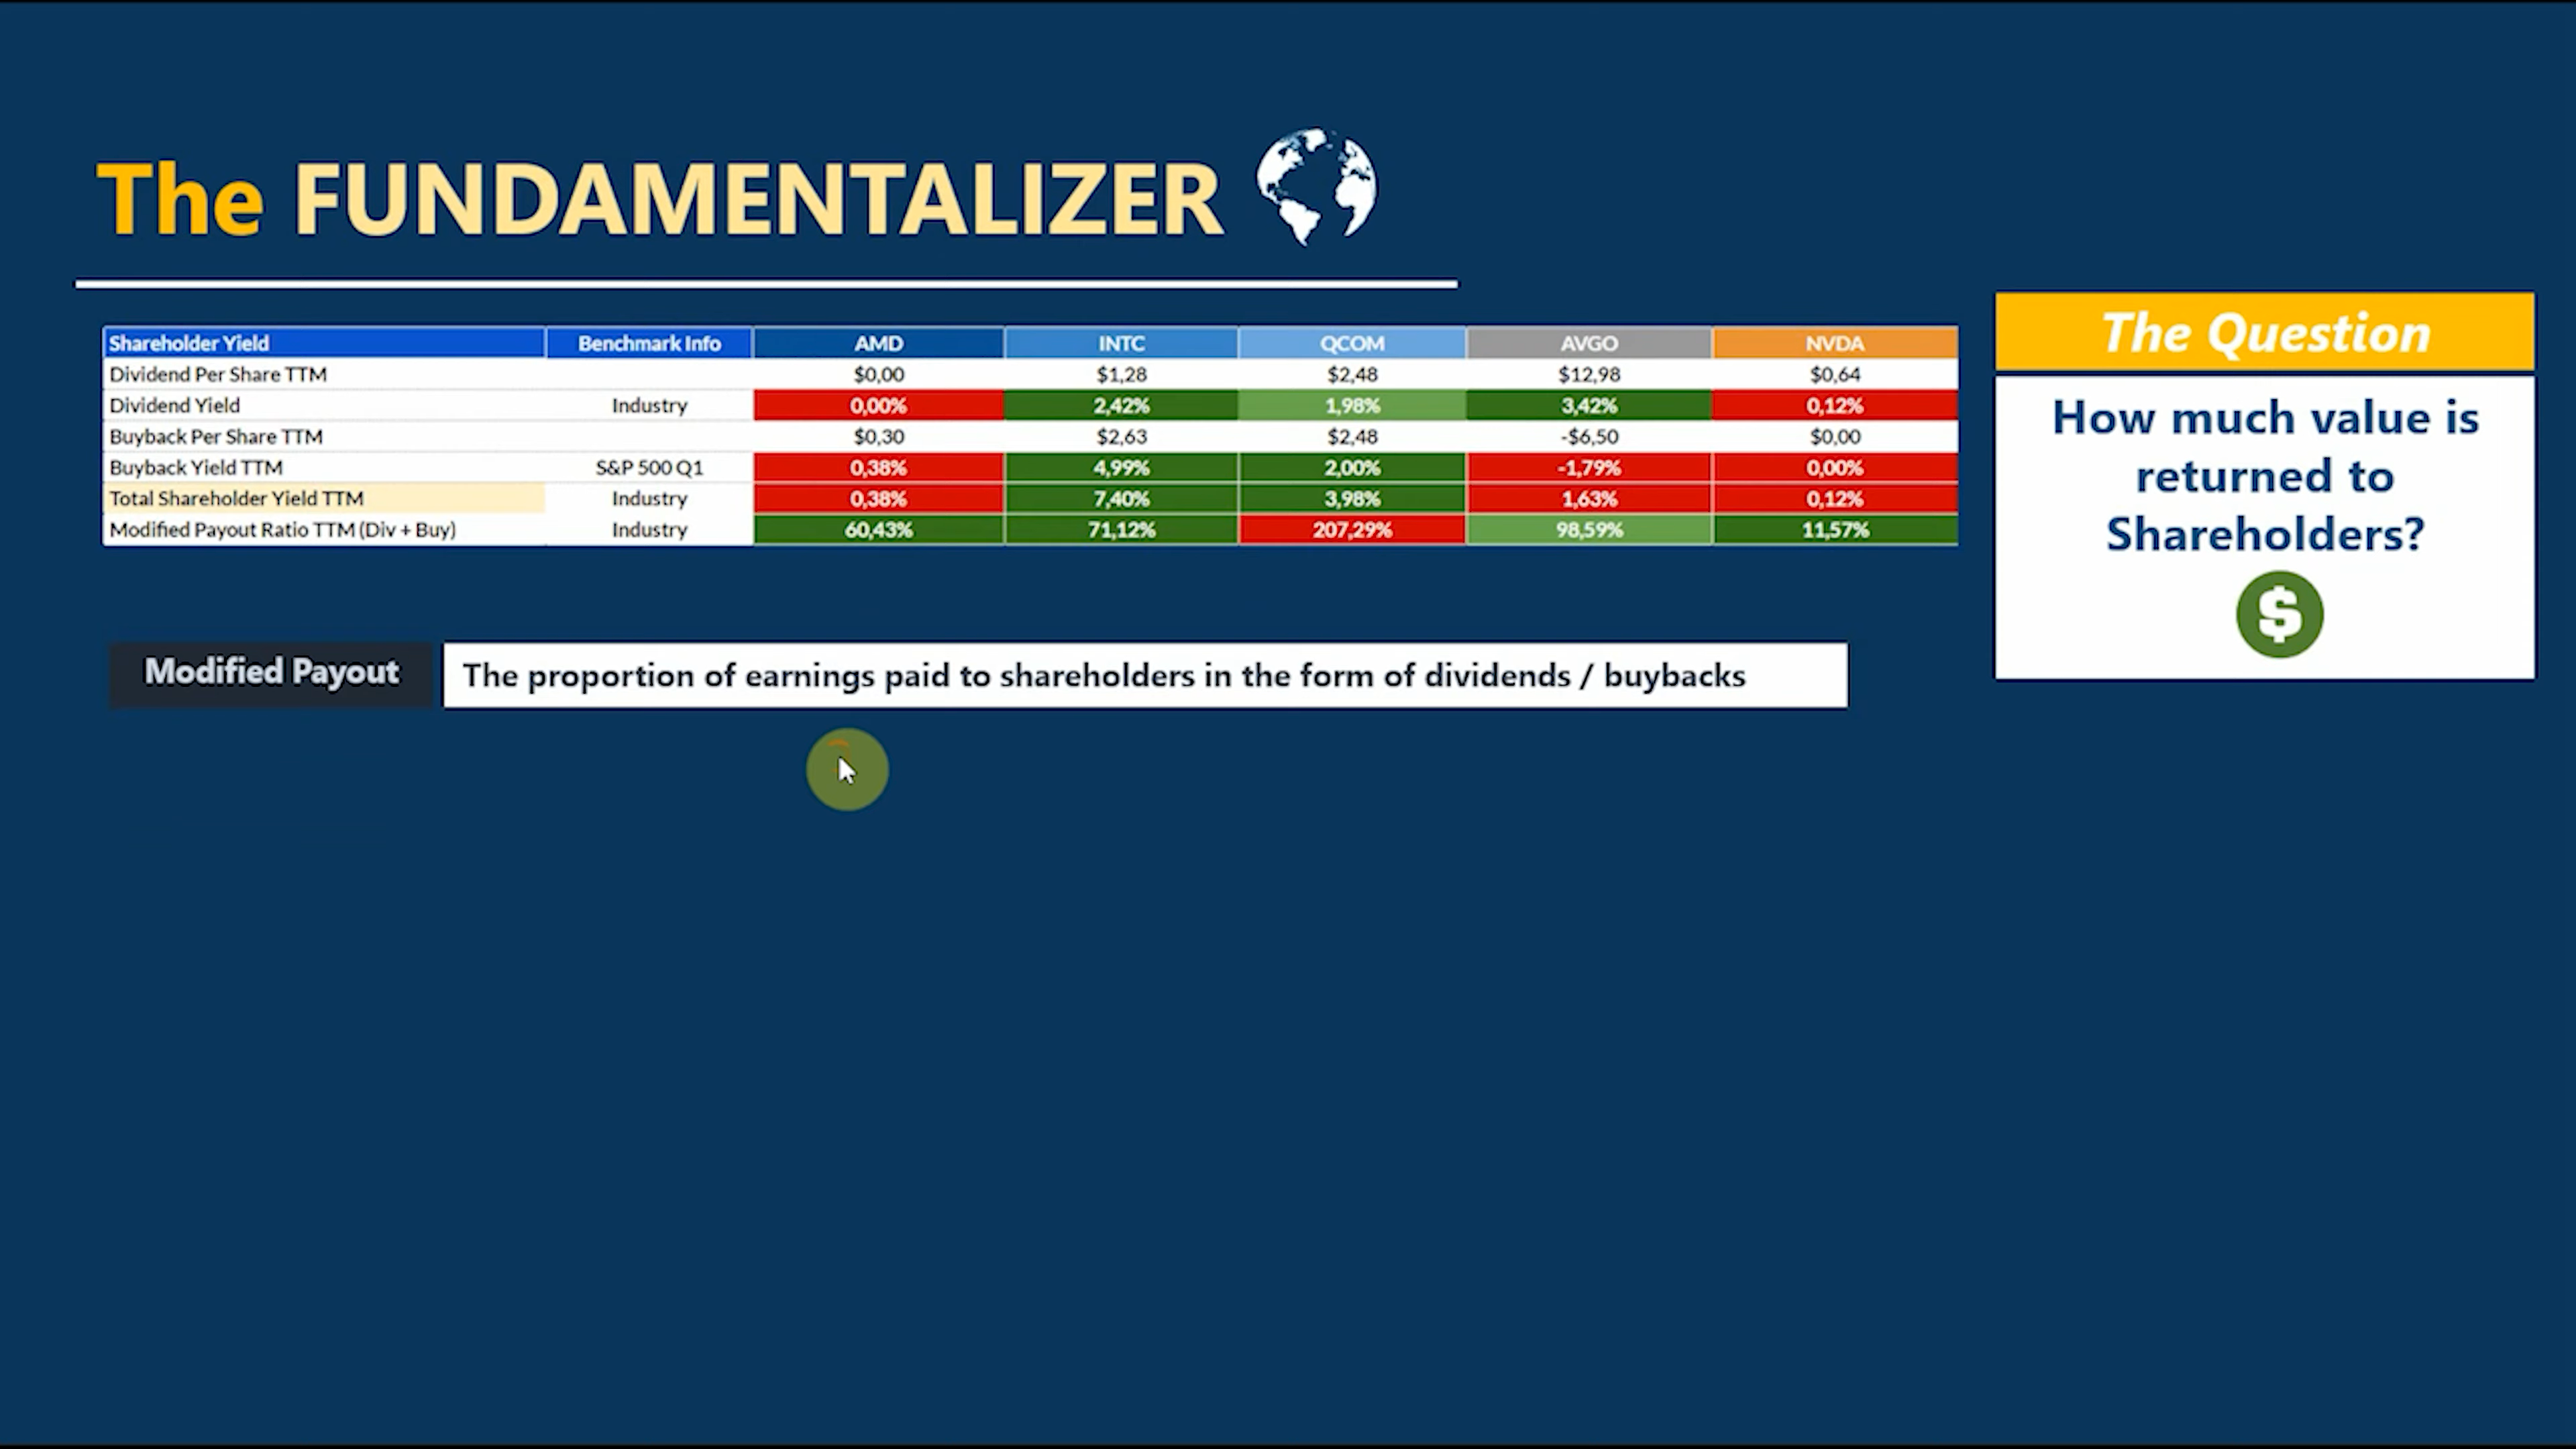 The FUNDAMENTALIZER
Shareholder Yield Benchmark Info AMD INTC QCOM AVGO NVDA
Dividend Per Share TTM $0,00 $1,28 $2,48 $12,98 $0,64
Dividend Yield Industry 0,00% 2,42% 1,98% 3,42% 0,12%
Buyback Per Share TTM $0,30 $2,63 $2,48 -$6,50 $0,00
Buyback Yield TTM S&P 500 Q1 0,38% 4,99% 2,00% -1,79% 0,00%
Total Shareholder Yield TTM Industry 0,38% 7,40% 3,98% 1,63% 0,12%
Modified Payout Ratio TTM (Div + Buy) Industry 60,43% 71,12% 207,29% 98,59% 11,57%
The Question
How much value is
returned to
Shareholders?
$
Modified Payout The proportion of earnings paid to shareholders in the form of dividends / buybacks